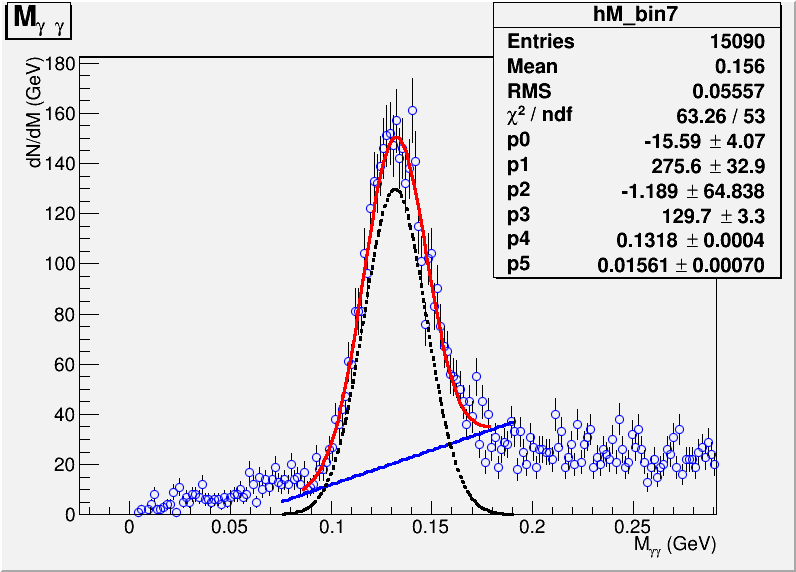 M γ γ
hM_bin7
Entries 15090
Mean 0.156
RMS 0.05557
χ² / ndf 63.26 / 53
p0 -15.59 ± 4.07
p1 275.6 ± 32.9
p2 -1.189 ± 64.838
p3 129.7 ± 3.3
p4 0.1318 ± 0.0004
p5 0.01561 ± 0.00070
dN/dM (GeV)
180
160
140
120
100
80
60
40
20
0
0 0.05 0.1 0.15 0.2 0.25
Mγγ (GeV)